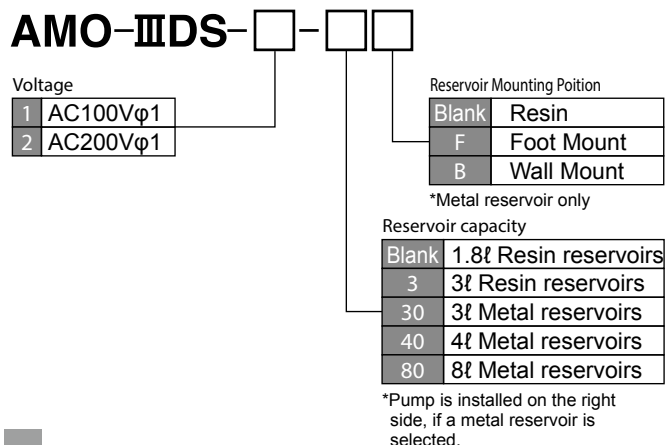 AMO-ⅢDS-□-□□
Voltage
1 AC100Vφ1
2 AC200Vφ1
Reservoir Mounting Poition
Blank Resin
F Foot Mount
B Wall Mount
*Metal reservoir only
Reservoir capacity
Blank 1.8ℓ Resin reservoirs
3 3ℓ Resin reservoirs
30 3ℓ Metal reservoirs
40 4ℓ Metal reservoirs
80 8ℓ Metal reservoirs
*Pump is installed on the right
side, if a metal reservoir is
selected.